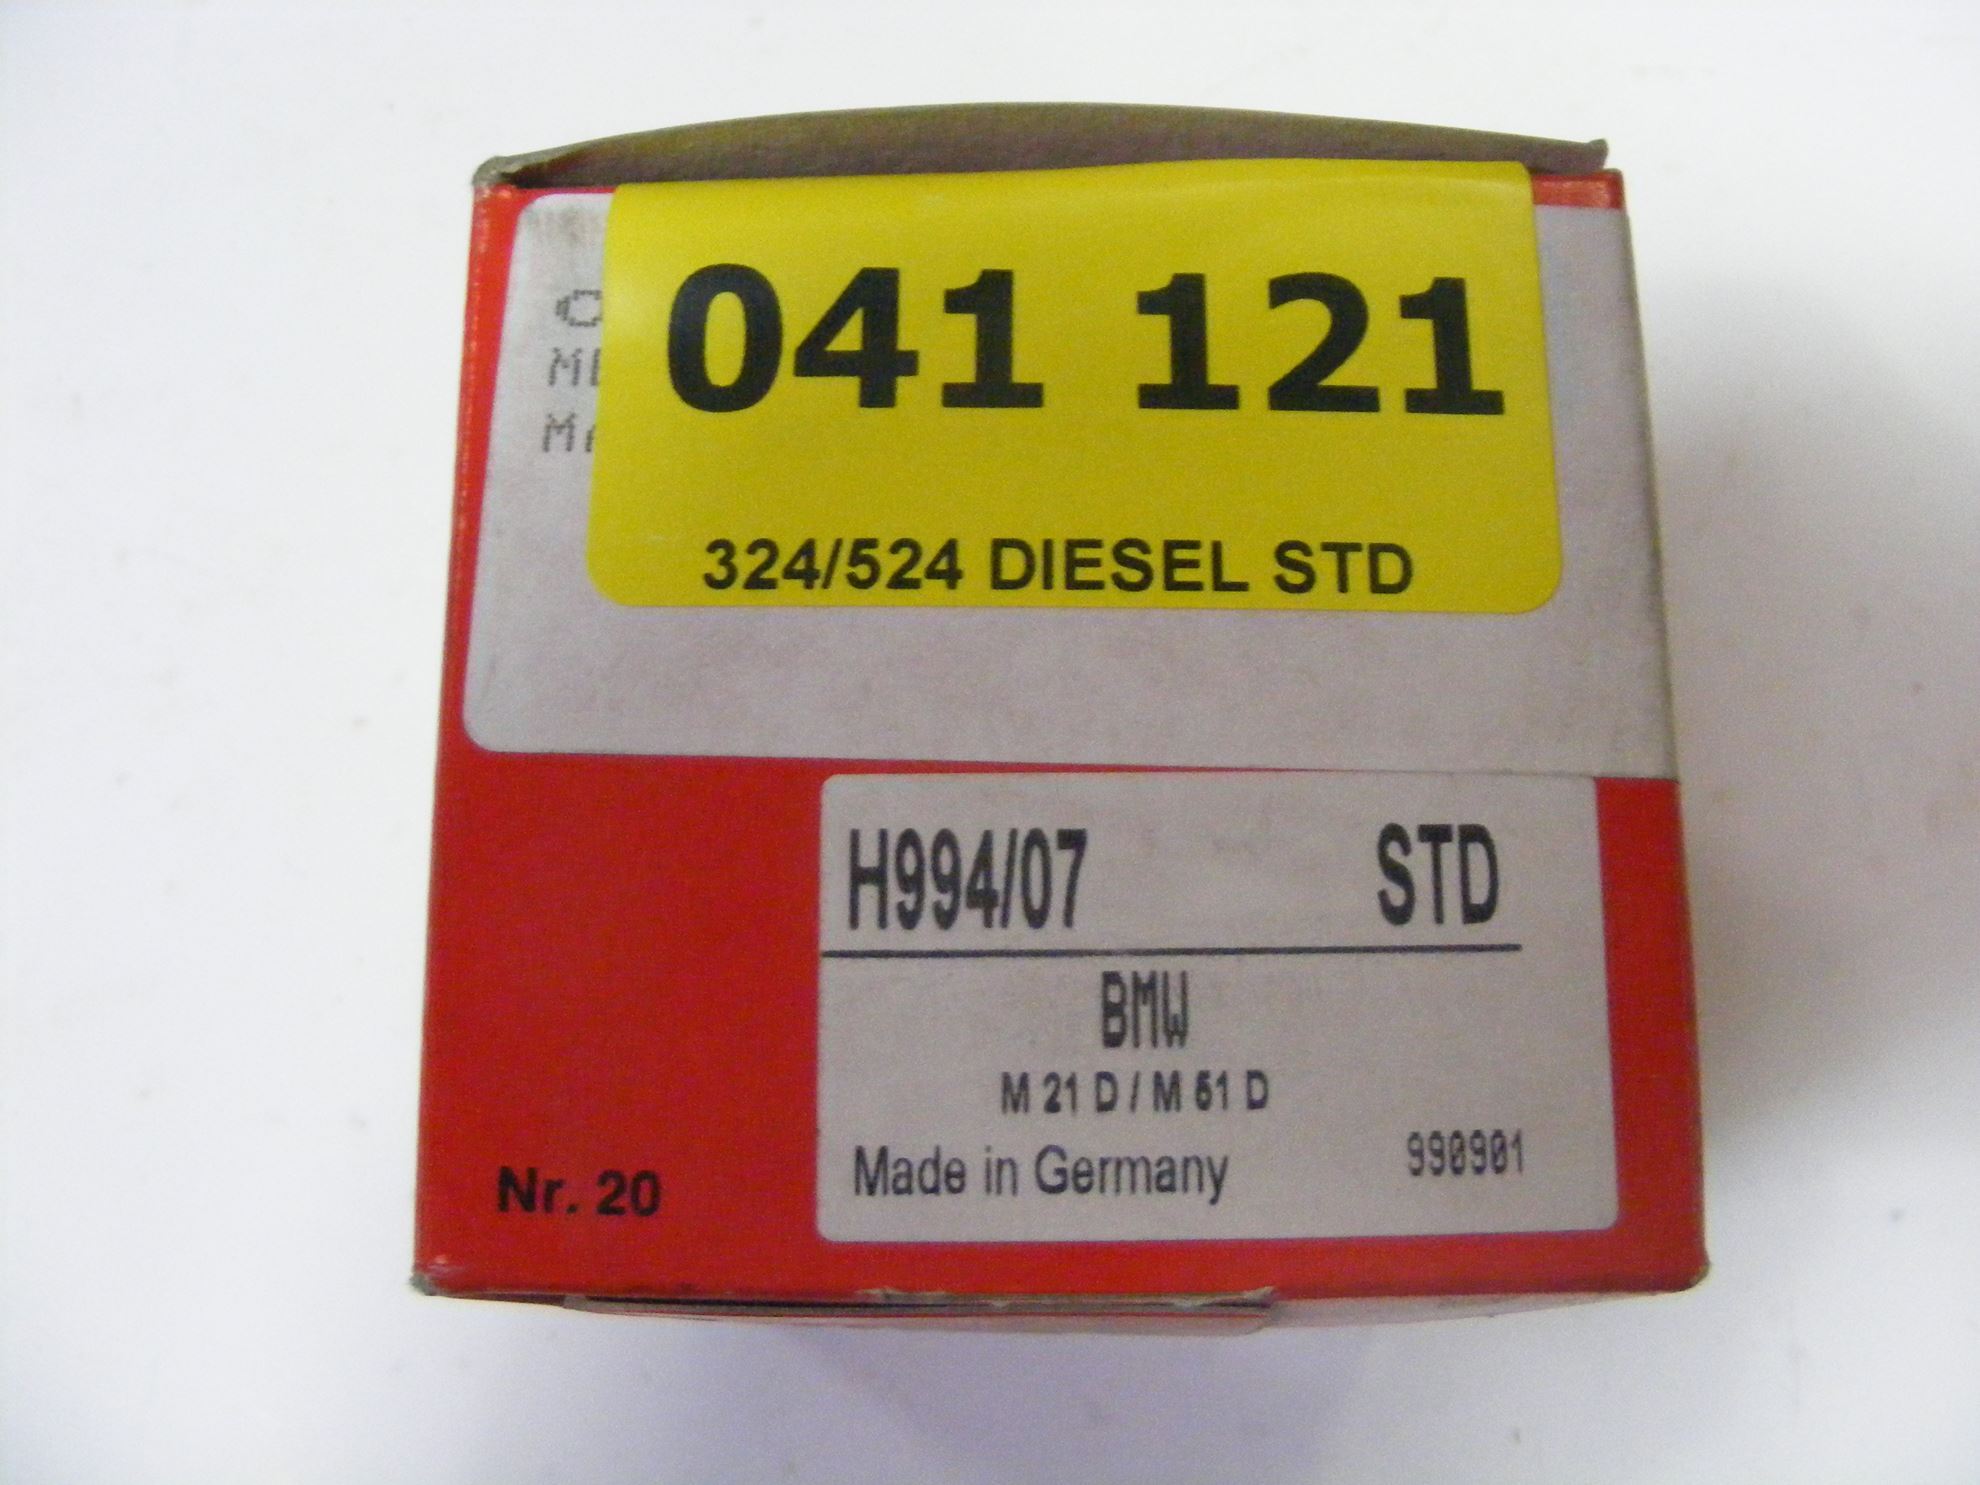 041 121
324/524 DIESEL STD
H994/07 STD
BMW
M 21 D / M 51 D
Made in Germany 990901
Nr. 20